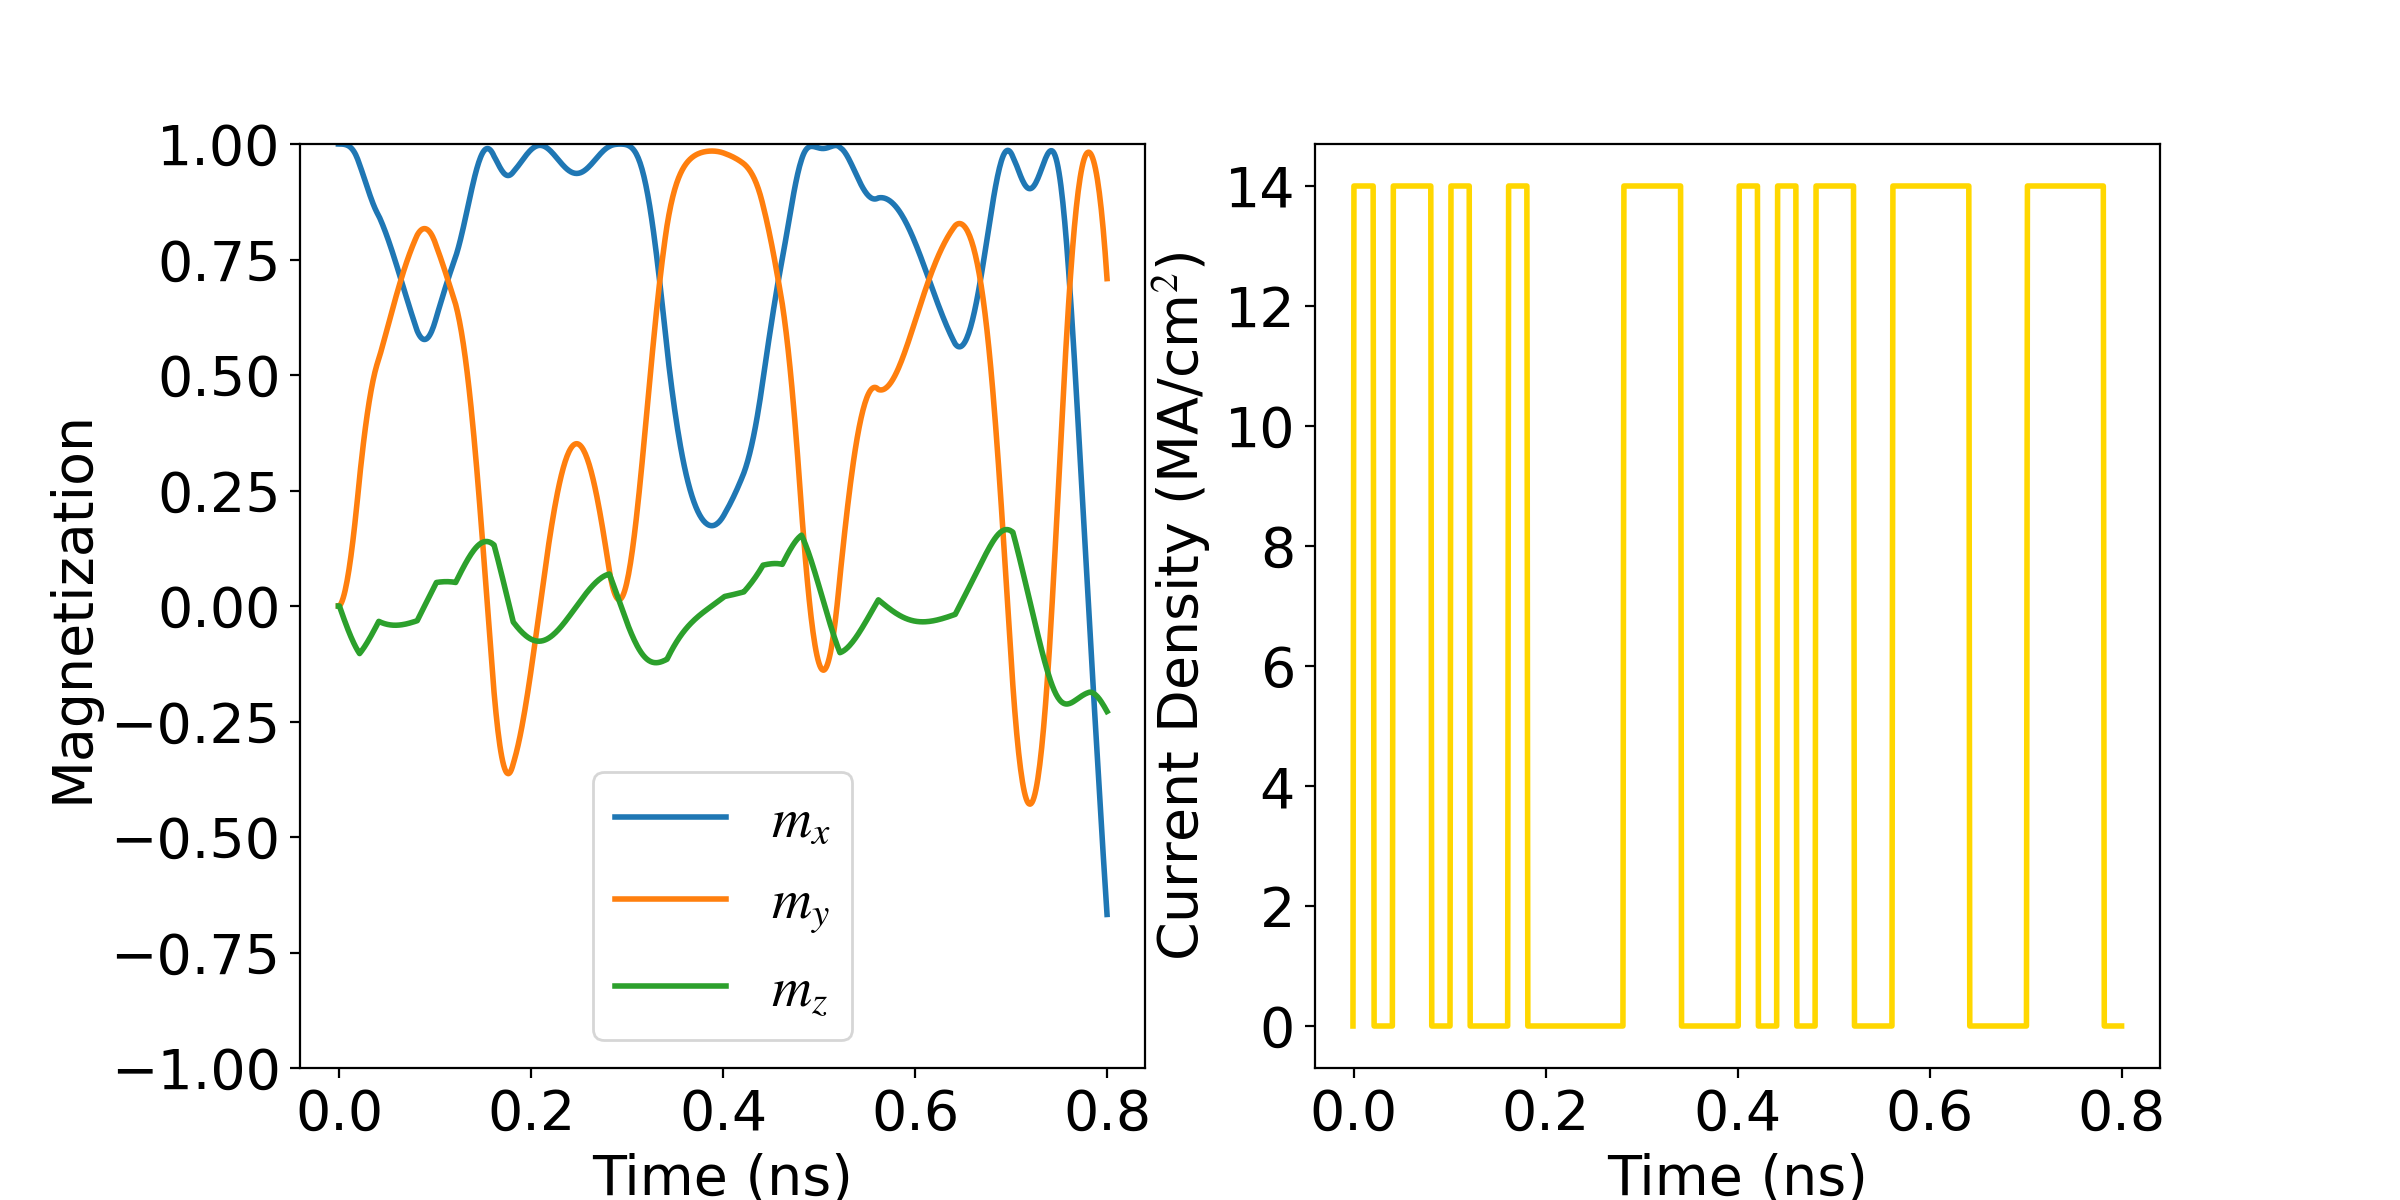 Magnetization
1.00
0.75
0.50
0.25
0.00
−0.25
−0.50
−0.75
−1.00
0.0 0.2 0.4 0.6 0.8
Time (ns)
m_x
m_y
m_z
Current Density (MA/cm²)
14
12
10
8
6
4
2
0
0.0 0.2 0.4 0.6 0.8
Time (ns)